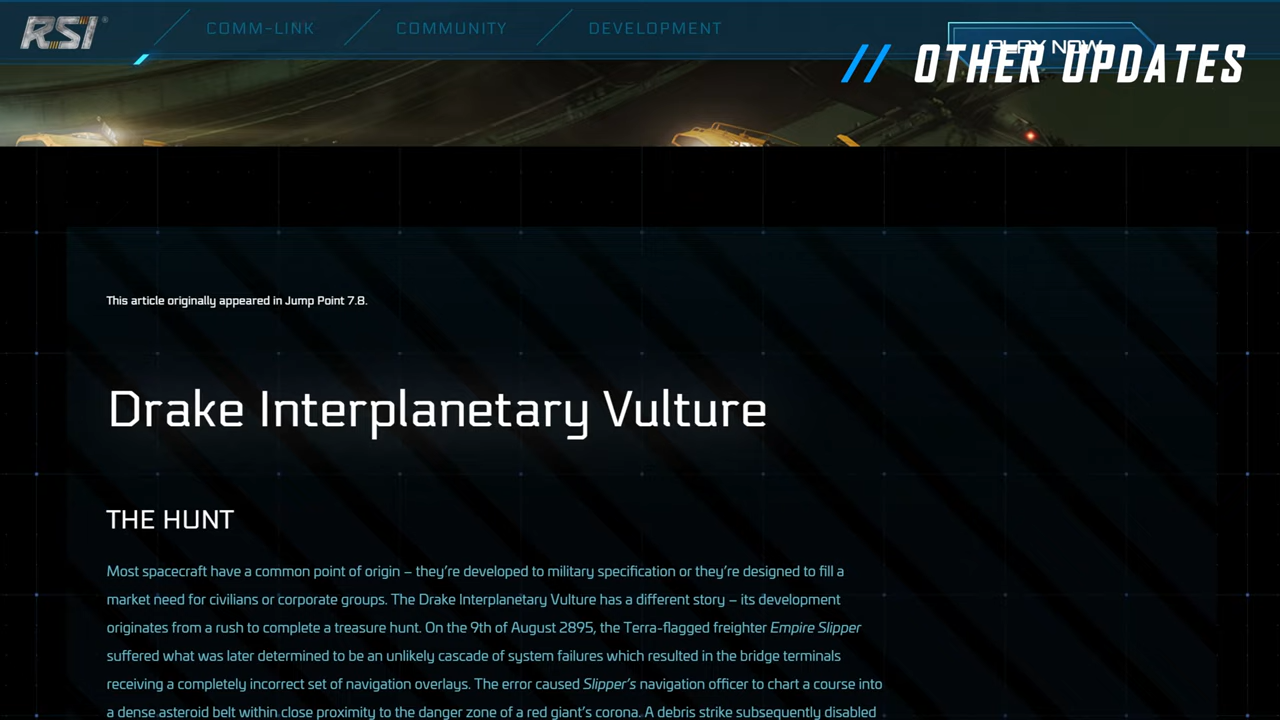 RSI
COMM-LINK
COMMUNITY
DEVELOPMENT
PLAY NOW
// OTHER UPDATES
This article originally appeared in Jump Point 7.8.
Drake Interplanetary Vulture
THE HUNT
Most spacecraft have a common point of origin – they’re developed to military specification or they’re designed to fill a
market need for civilians or corporate groups. The Drake Interplanetary Vulture has a different story – its development
originates from a rush to complete a treasure hunt. On the 9th of August 2895, the Terra-flagged freighter Empire Slipper
suffered what was later determined to be an unlikely cascade of system failures which resulted in the bridge terminals
receiving a completely incorrect set of navigation overlays. The error caused Slipper’s navigation officer to chart a course into
a dense asteroid belt within close proximity to the danger zone of a red giant’s corona. A debris strike subsequently disabled